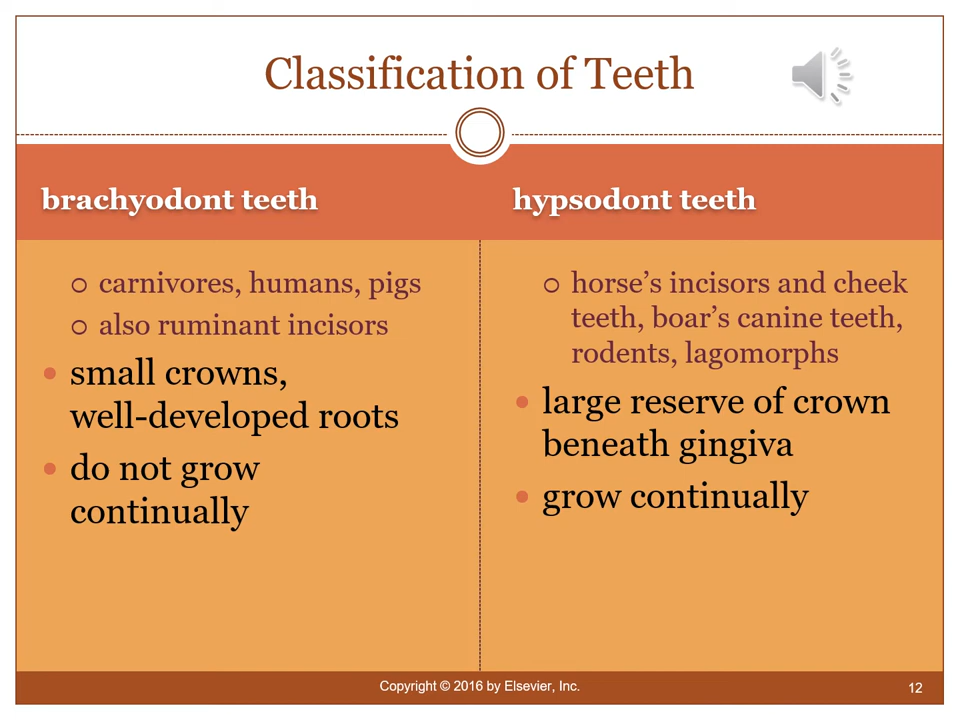 Classification of Teeth
brachyodont teeth
carnivores, humans, pigs
also ruminant incisors
small crowns,
well-developed roots
do not grow
continually
hypsodont teeth
horse’s incisors and cheek
teeth, boar’s canine teeth,
rodents, lagomorphs
large reserve of crown
beneath gingiva
grow continually
Copyright © 2016 by Elsevier, Inc.
12